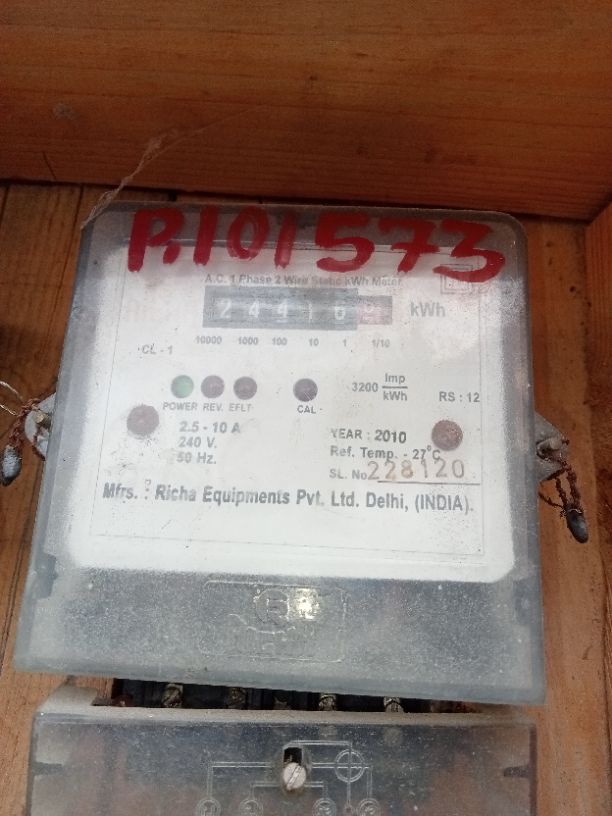 P.101573
A.C. 1 Phase 2 Wire Static kWh Meter
kWh
10000 1000 100 10 1 1/10
CL - 1
POWER REV. EFLT CAL
3200 Imp/kWh
RS : 12
2.5 - 10 A
240 V.
50 Hz.
YEAR : 2010
Ref. Temp. - 27°C
SL. No 228120
Mfrs. : Richa Equipments Pvt. Ltd. Delhi, (INDIA).